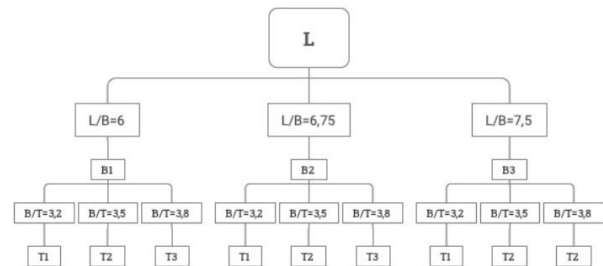 L
L/B=6 L/B=6,75 L/B=7,5
B1 B2 B3
B/T=3,2 B/T=3,5 B/T=3,8 B/T=3,2 B/T=3,5 B/T=3,8 B/T=3,2 B/T=3,5 B/T=3,8
T1 T2 T3 T1 T2 T3 T1 T2 T2